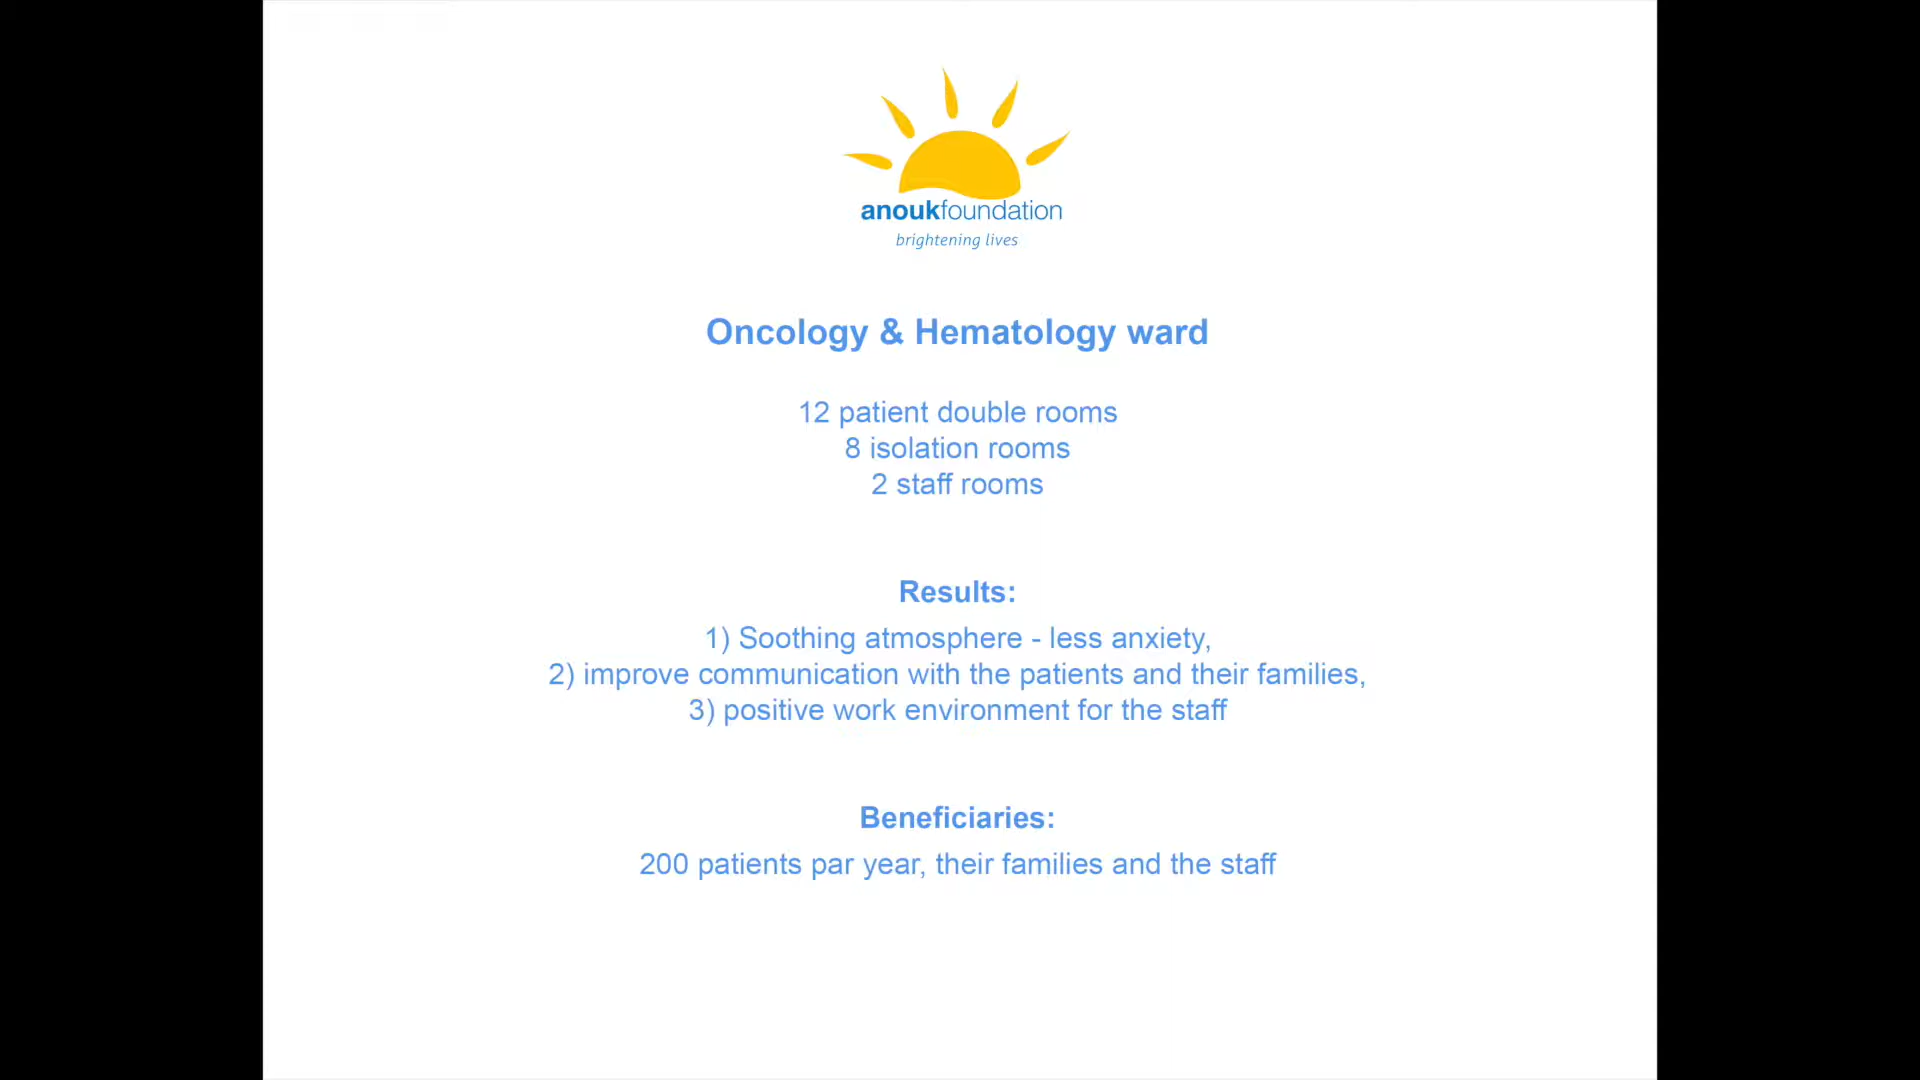 anoukfoundation
brightening lives
Oncology & Hematology ward
12 patient double rooms
8 isolation rooms
2 staff rooms
Results:
1) Soothing atmosphere - less anxiety,
2) improve communication with the patients and their families,
3) positive work environment for the staff
Beneficiaries:
200 patients par year, their families and the staff